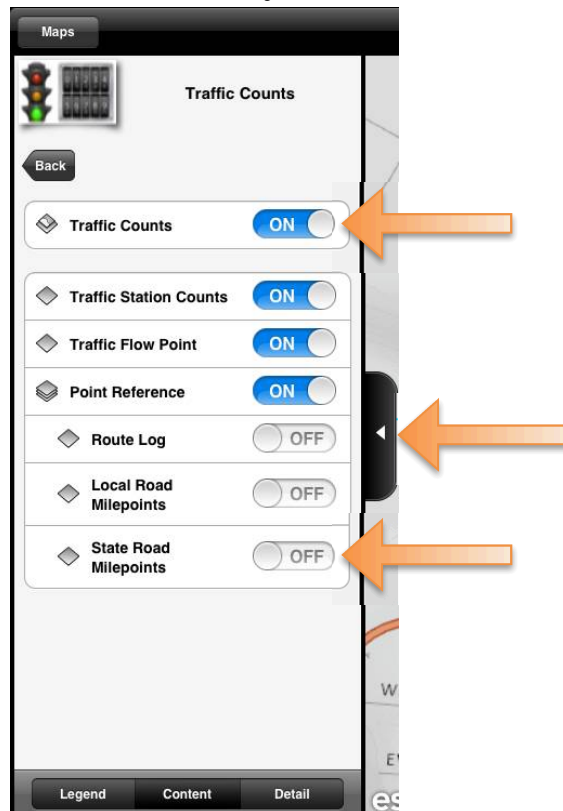 Maps
Traffic Counts
Back
Traffic Counts ON
Traffic Station Counts ON
Traffic Flow Point ON
Point Reference ON
Route Log OFF
Local Road
Milepoints OFF
State Road
Milepoints OFF
W
Legend Content Detail
es